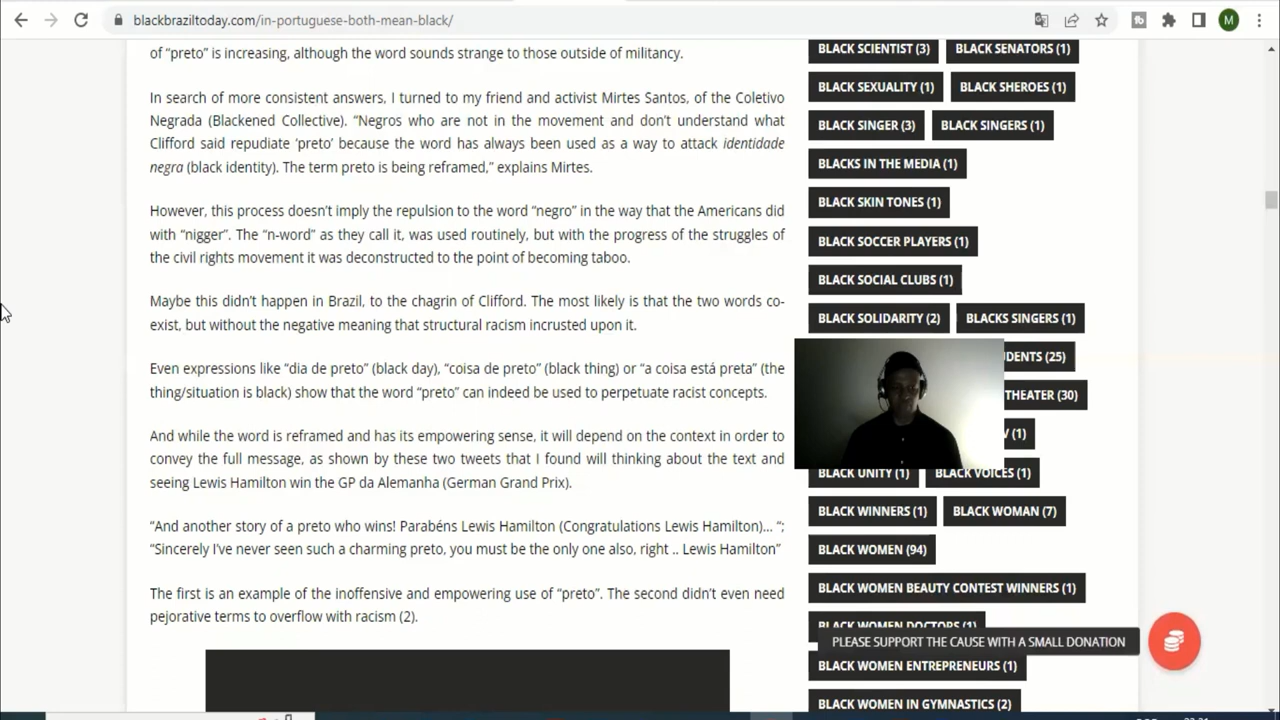 blackbraziltoday.com/in-portuguese-both-mean-black/
M
of “preto” is increasing, although the word sounds strange to those outside of militancy.
In search of more consistent answers, I turned to my friend and activist Mirtes Santos, of the Coletivo
Negrada (Blackened Collective). “Negros who are not in the movement and don’t understand what
Clifford said repudiate ‘preto’ because the word has always been used as a way to attack identidade
negra (black identity). The term preto is being reframed,” explains Mirtes.
However, this process doesn’t imply the repulsion to the word “negro” in the way that the Americans did
with “nigger”. The “n-word” as they call it, was used routinely, but with the progress of the struggles of
the civil rights movement it was deconstructed to the point of becoming taboo.
Maybe this didn’t happen in Brazil, to the chagrin of Clifford. The most likely is that the two words co-
exist, but without the negative meaning that structural racism incrusted upon it.
Even expressions like “dia de preto” (black day), “coisa de preto” (black thing) or “a coisa está preta” (the
thing/situation is black) show that the word “preto” can indeed be used to perpetuate racist concepts.
And while the word is reframed and has its empowering sense, it will depend on the context in order to
convey the full message, as shown by these two tweets that I found will thinking about the text and
seeing Lewis Hamilton win the GP da Alemanha (German Grand Prix).
“And another story of a preto who wins! Parabéns Lewis Hamilton (Congratulations Lewis Hamilton)… “;
“Sincerely I’ve never seen such a charming preto, you must be the only one also, right .. Lewis Hamilton”
The first is an example of the inoffensive and empowering use of “preto”. The second didn’t even need
pejorative terms to overflow with racism (2).
BLACK SCIENTIST (3) BLACK SENATORS (1)
BLACK SEXUALITY (1) BLACK SHEROES (1)
BLACK SINGER (3) BLACK SINGERS (1)
BLACKS IN THE MEDIA (1)
BLACK SKIN TONES (1)
BLACK SOCCER PLAYERS (1)
BLACK SOCIAL CLUBS (1)
BLACK SOLIDARITY (2) BLACKS SINGERS (1)
DENTS (25)
THEATER (30)
V (1)
BLACK UNITY (1) BLACK VOICES (1)
BLACK WINNERS (1) BLACK WOMAN (7)
BLACK WOMEN (94)
BLACK WOMEN BEAUTY CONTEST WINNERS (1)
BLACK WOMEN DOCTORS (1)
PLEASE SUPPORT THE CAUSE WITH A SMALL DONATION
BLACK WOMEN ENTREPRENEURS (1)
BLACK WOMEN IN GYMNASTICS (2)